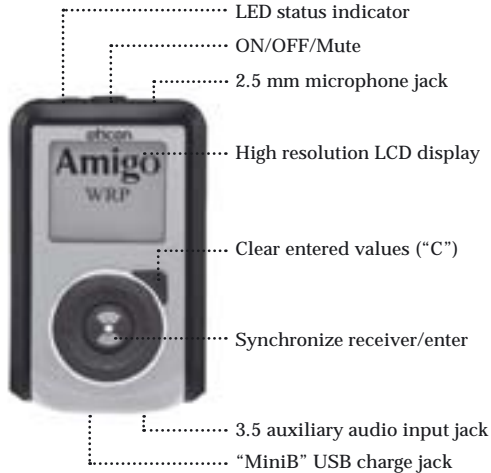 LED status indicator
ON/OFF/Mute
2.5 mm microphone jack
oticon
High resolution LCD display
Amigo
WRP
Clear entered values (“C”)
Synchronize receiver/enter
3.5 auxiliary audio input jack
“MiniB” USB charge jack